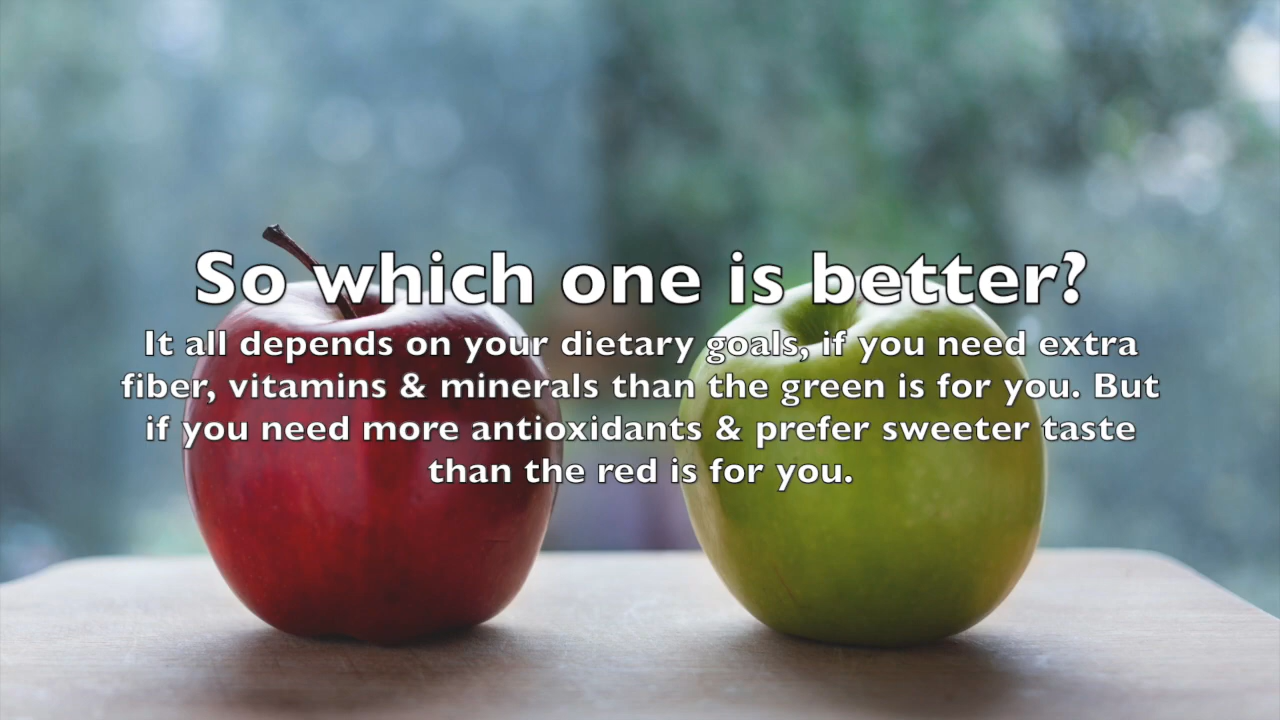 So which one is better?
It all depends on your dietary goals, if you need extra
fiber, vitamins & minerals than the green is for you. But
if you need more antioxidants & prefer sweeter taste
than the red is for you.